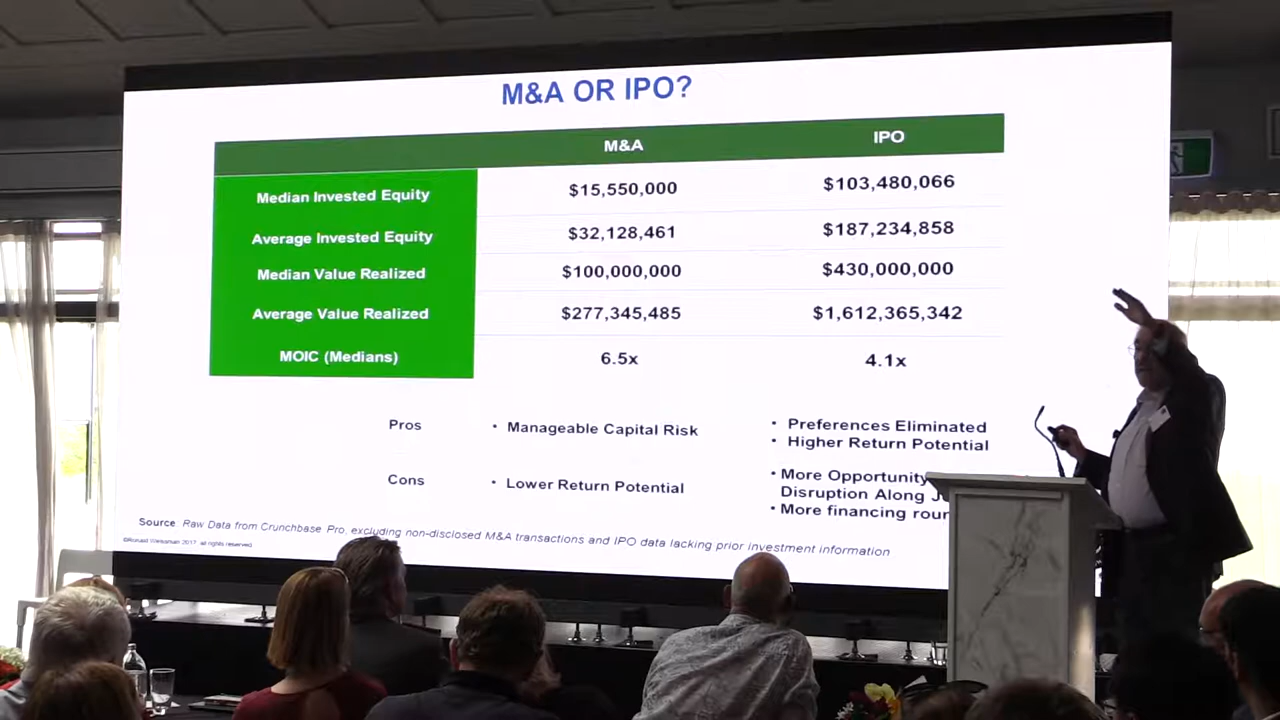 M&A OR IPO?
M&A IPO
Median Invested Equity $15,550,000 $103,480,066
Average Invested Equity $32,128,461 $187,234,858
Median Value Realized $100,000,000 $430,000,000
Average Value Realized $277,345,485 $1,612,365,342
MOIC (Medians) 6.5x 4.1x
Pros • Manageable Capital Risk • Preferences Eliminated
• Higher Return Potential
Cons • Lower Return Potential • More Opportunity
Disruption Along
• More financing
Source: Raw Data from Crunchbase Pro, excluding non-disclosed M&A transactions and IPO data lacking prior investment information
2017, all rights reserved